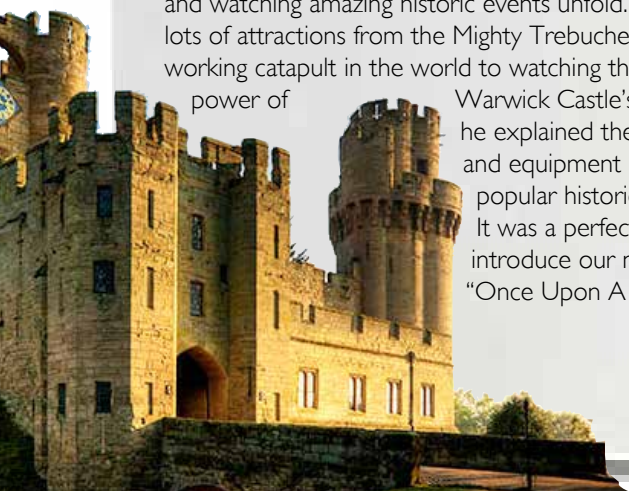 and watching amazing historic events unfold.
lots of attractions from the Mighty Trebuche
working catapult in the world to watching th
power of Warwick Castle's
he explained the
and equipment
popular histori
It was a perfec
introduce our r
“Once Upon A